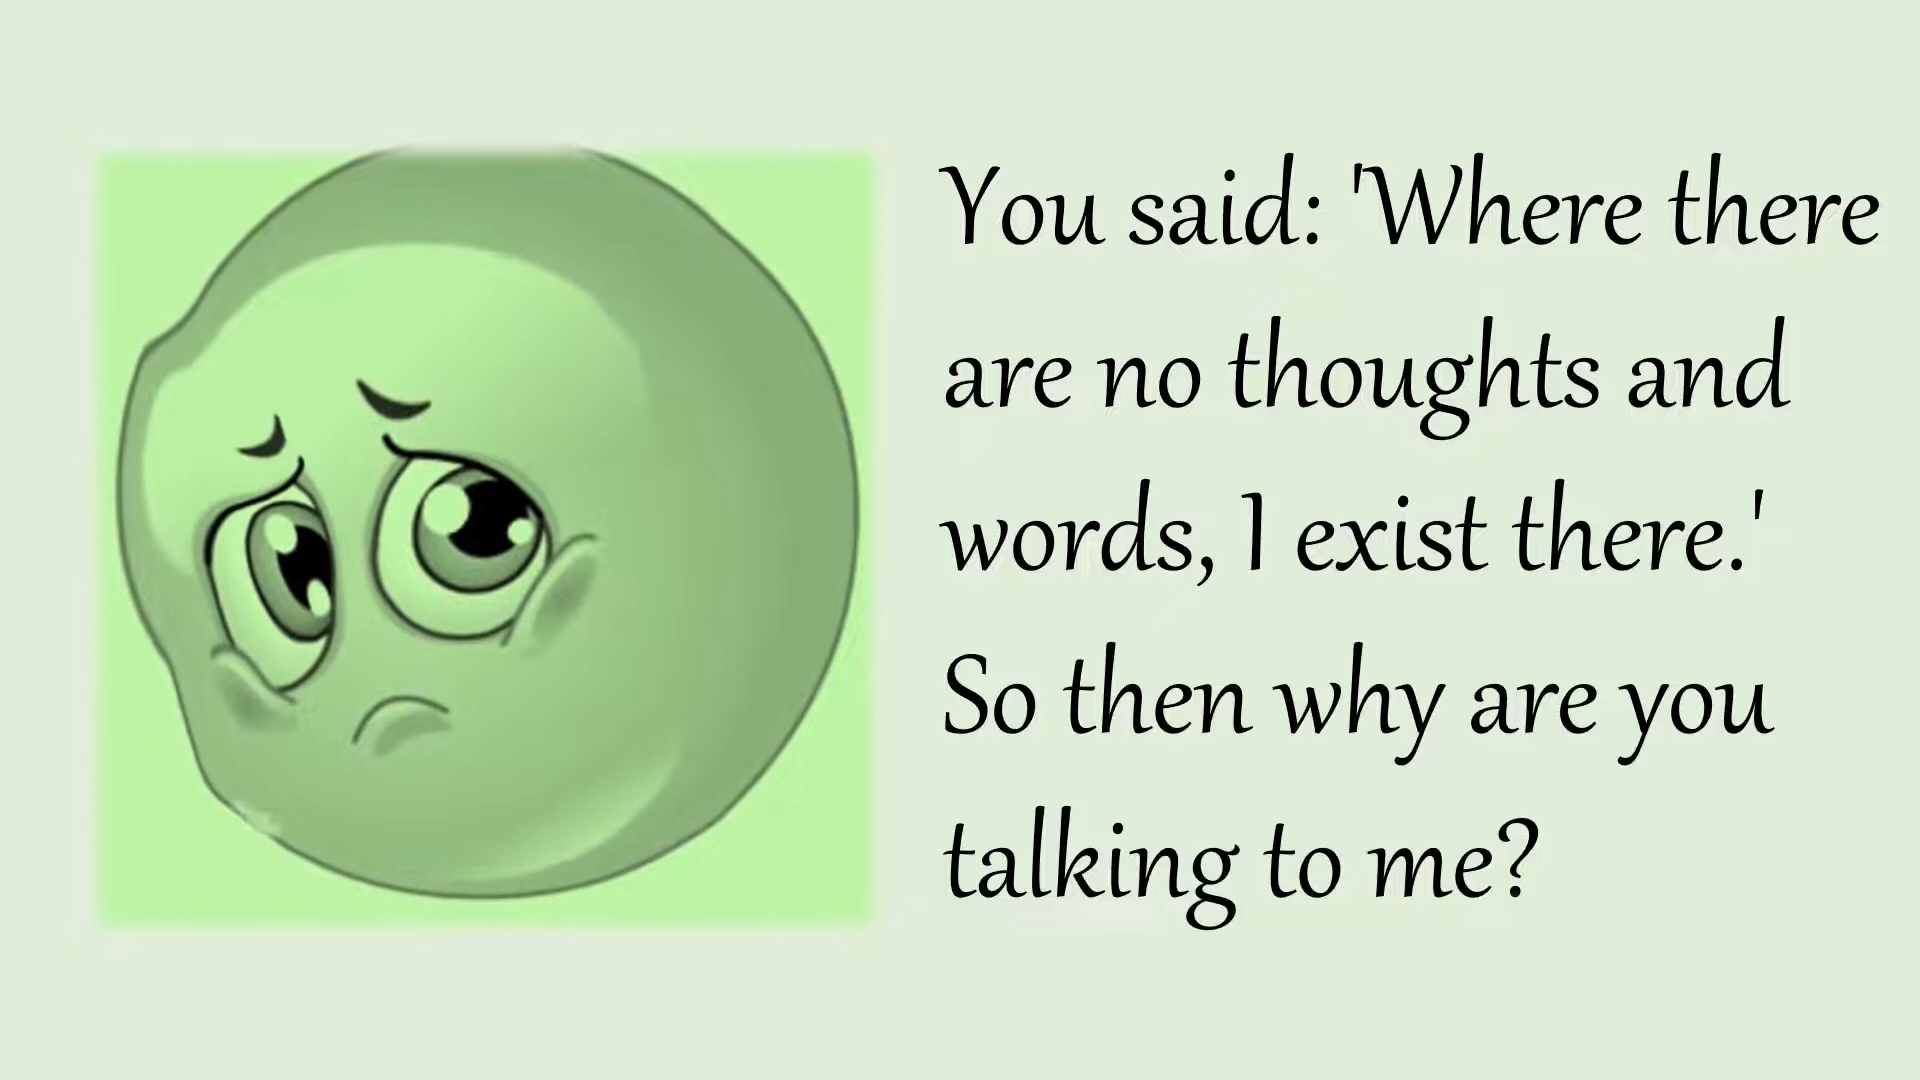 You said: 'Where there
are no thoughts and
words, I exist there.'
So then why are you
talking to me?